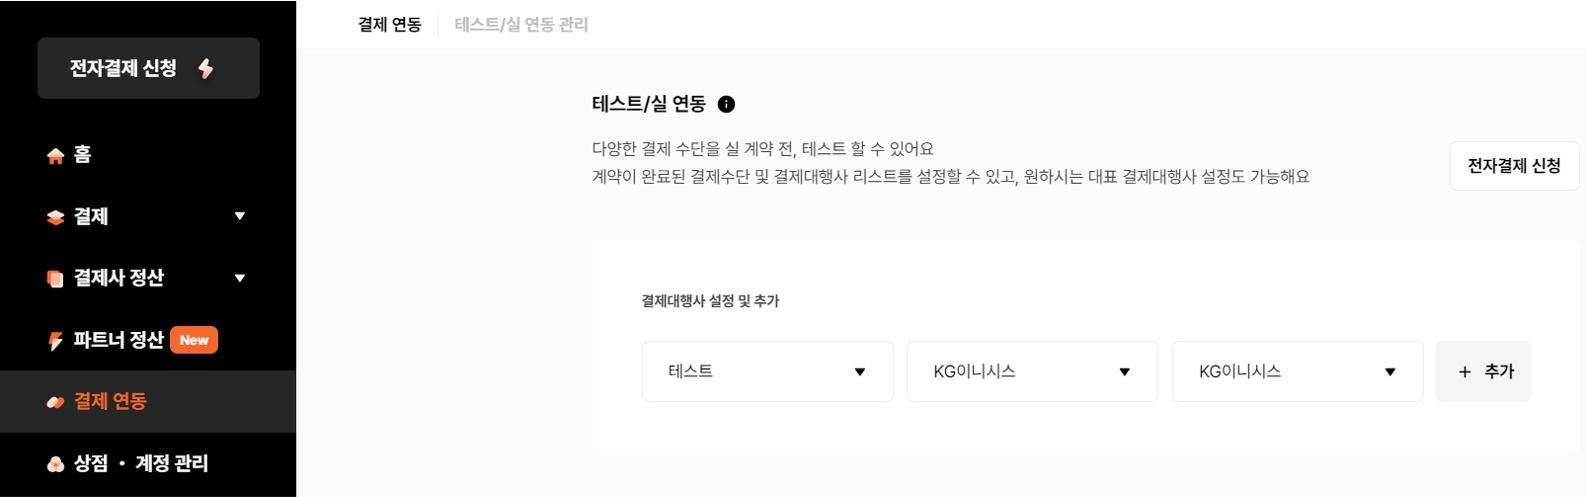 결제 연동
테스트/실 연동 관리
전자결제 신청
홈
결제
결제사 정산
파트너 정산 New
결제 연동
상점 · 계정 관리
테스트/실 연동
다양한 결제 수단을 실 계약 전, 테스트 할 수 있어요
계약이 완료된 결제수단 및 결제대행사 리스트를 설정할 수 있고, 원하시는 대표 결제대행사 설정도 가능해요
전자결제 신청
결제대행사 설정 및 추가
테스트
KG이니시스
KG이니시스
+ 추가